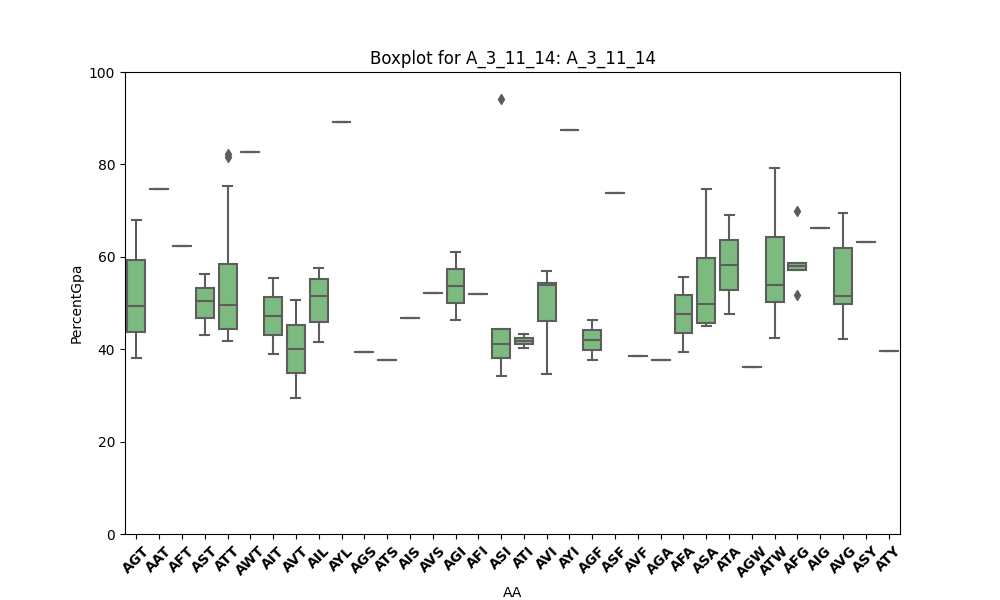 Boxplot for A_3_11_14: A_3_11_14
100
80
60
40
20
0
PercentGpa
AGT AAT AFT AST ATT AWT AIT AVT AIL AYL AGS ATS AIS AVS AGI AFI ASI ATI AVI AYI AGF ASF AVF AGA AFA ASA ATA AGW ATW AFG AIG AVG ASY ATY
AA